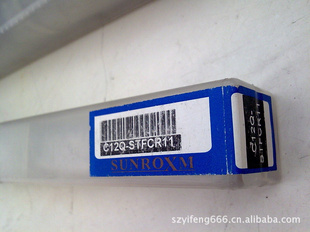 C12Q-STFCR11
SUNROXM
C12Q-
STFCR11
szyifeng666.cn.alibaba.com